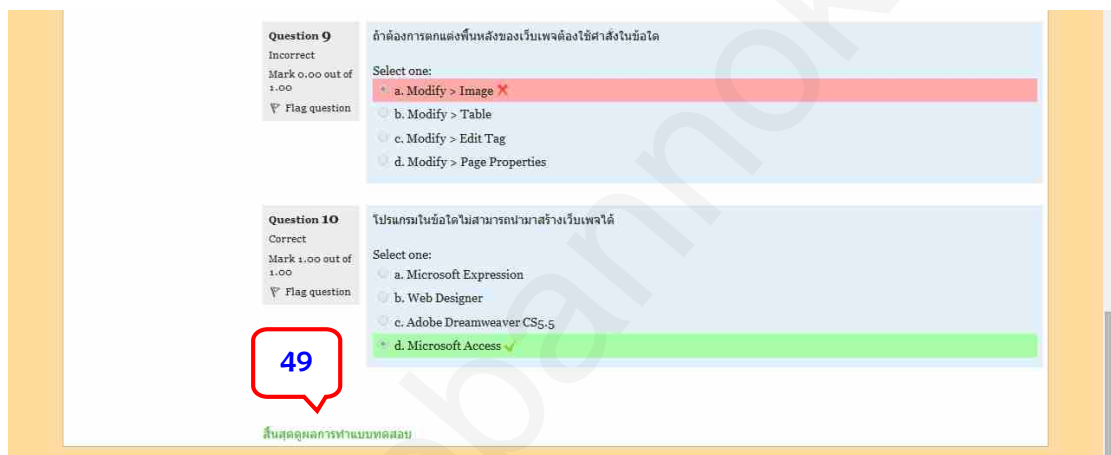 Question 9
Incorrect
Mark 0.00 out of
1.00
Flag question
ถ้าต้องการตกแต่งพื้นหลังของเว็บเพจต้องใช้คำสั่งในข้อใด
Select one:
a. Modify > Image
b. Modify > Table
c. Modify > Edit Tag
d. Modify > Page Properties
Question 10
Correct
Mark 1.00 out of
1.00
Flag question
โปรแกรมในข้อใดไม่สามารถนำมาสร้างเว็บเพจได้
Select one:
a. Microsoft Expression
b. Web Designer
c. Adobe Dreamweaver CS5.5
d. Microsoft Access
49
สิ้นสุดดูผลการทำแบบทดสอบ